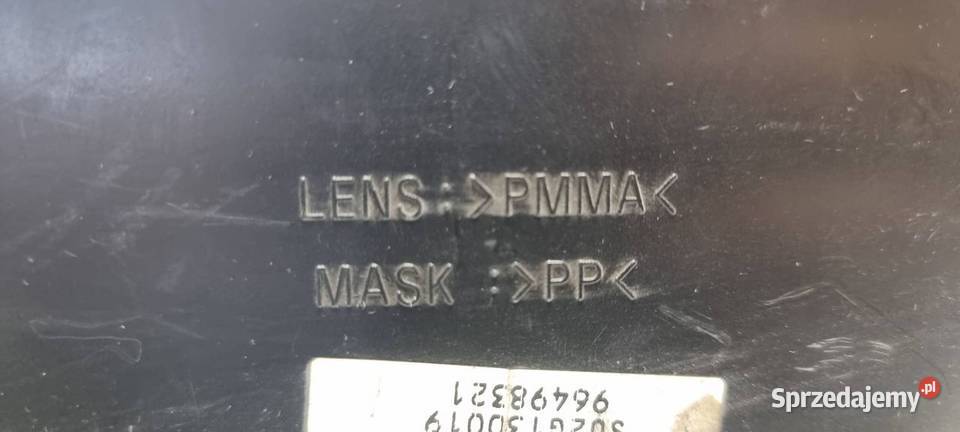 LENS :>PMMA<
MASK :>PP<
96498321
Sprzedajemy.pl